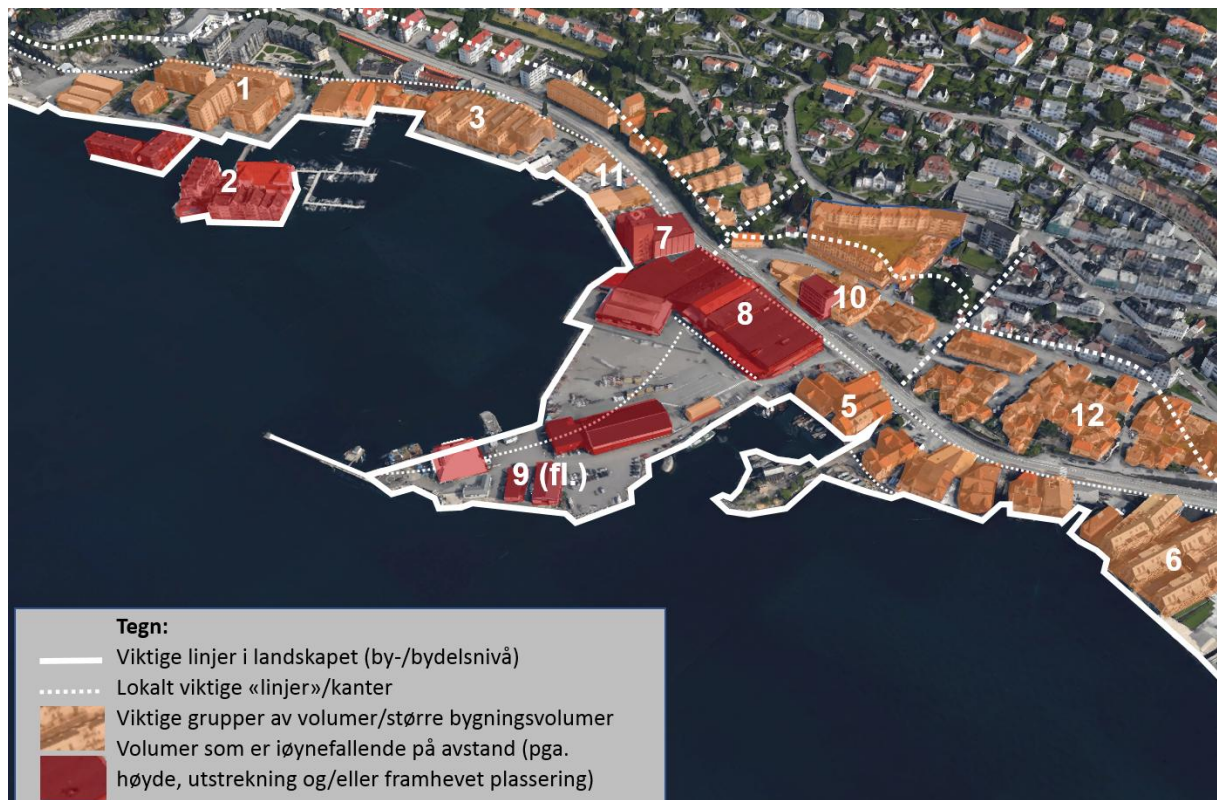 1
3
2
11
7
10
8
5
12
9 (fl.)
6
Tegn:
Viktige linjer i landskapet (by-/bydelsnivå)
Lokalt viktige «linjer»/kanter
Viktige grupper av volumer/større bygningsvolumer
Volumer som er iøynefallende på avstand (pga.
høyde, utstrekning og/eller framhevet plassering)